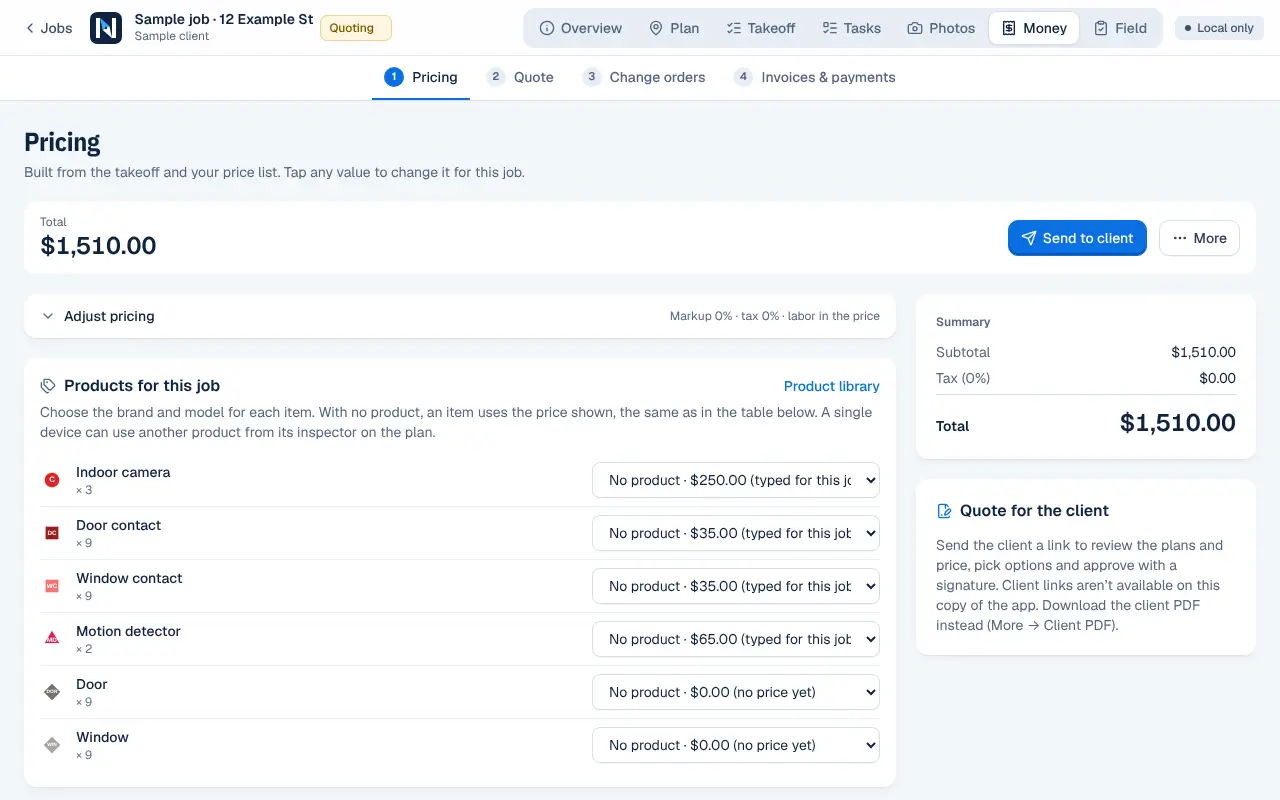 Jobs
Sample job · 12 Example St
Sample client
Quoting
Overview
Plan
Takeoff
Tasks
Photos
Money
Field
Local only
1 Pricing
2 Quote
3 Change orders
4 Invoices & payments
Pricing
Built from the takeoff and your price list. Tap any value to change it for this job.
Total
$1,510.00
Send to client
More
Adjust pricing
Markup 0% · tax 0% · labor in the price
Products for this job
Product library
Choose the brand and model for each item. With no product, an item uses the price shown, the same as in the table below. A single
device can use another product from its inspector on the plan.
C
Indoor camera
× 3
No product · $250.00 (typed for this jo
DC
Door contact
× 9
No product · $35.00 (typed for this job
WC
Window contact
× 9
No product · $35.00 (typed for this job
MD
Motion detector
× 2
No product · $65.00 (typed for this job
Door
× 9
No product · $0.00 (no price yet)
Window
× 9
No product · $0.00 (no price yet)
Summary
Subtotal $1,510.00
Tax (0%) $0.00
Total $1,510.00
Quote for the client
Send the client a link to review the plans and
price, pick options and approve with a
signature. Client links aren't available on this
copy of the app. Download the client PDF
instead (More → Client PDF).